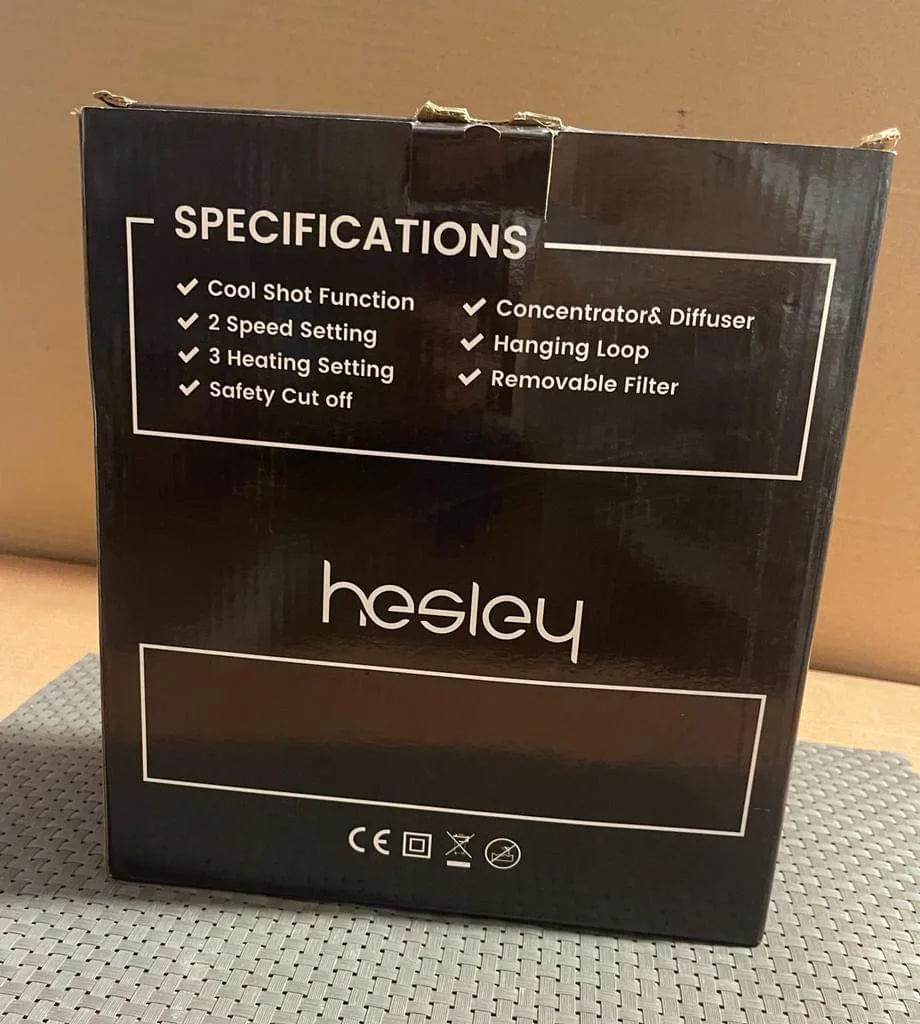 SPECIFICATIONS
Cool Shot Function
2 Speed Setting
3 Heating Setting
Safety Cut off
Concentrator& Diffuser
Hanging Loop
Removable Filter
hesley
CE